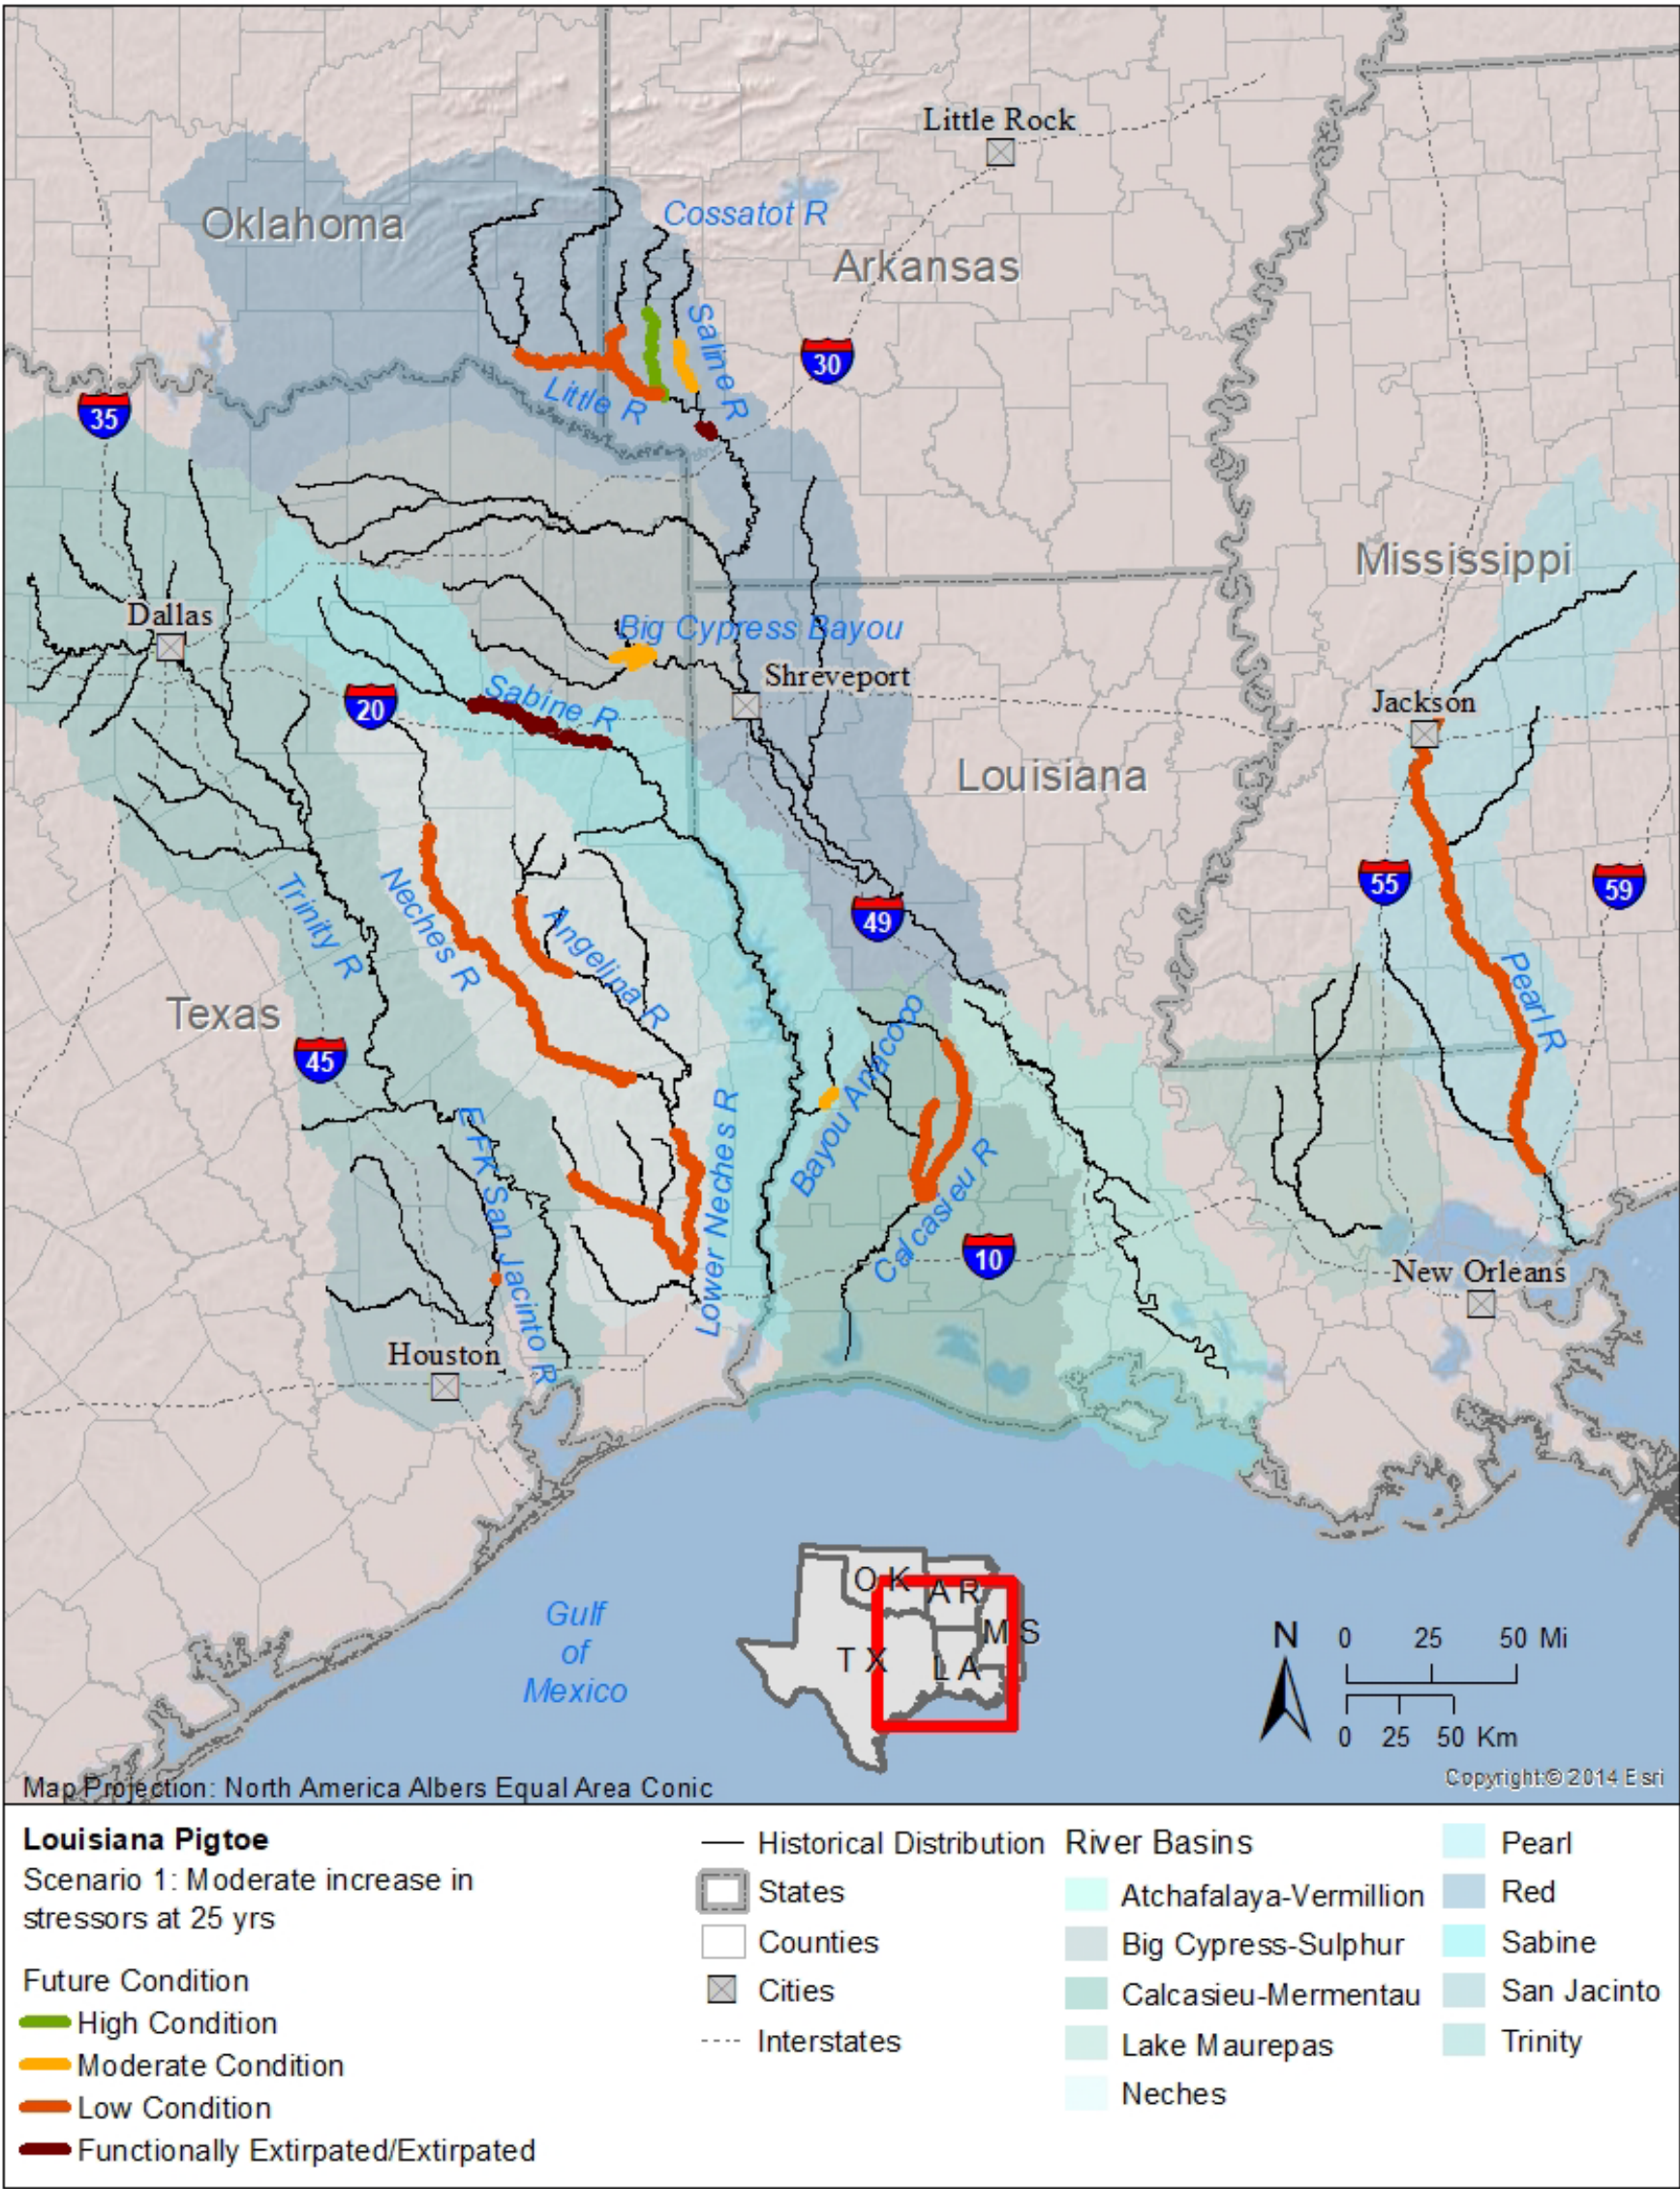 Little Rock
Cossatot R
Oklahoma
Arkansas
Saline R
30
Little R
35
Mississippi
Dallas
Big Cypress Bayou
Shreveport
Sabine R
20
Jackson
Louisiana
55
59
Trinity R
Neches R
Angelina R
49
Pearl R
Texas
45
Bayou Anacoco
E FK San Jacinto R
Lower Neches R
Calcasieu R
10
New Orleans
Houston
OK
AR
MS
TX
LA
Gulf
of
Mexico
N
0 25 50 Mi
0 25 50 Km
Copyright:© 2014 Esri
Map Projection: North America Albers Equal Area Conic
Louisiana Pigtoe
Scenario 1: Moderate increase in
stressors at 25 yrs
Future Condition
High Condition
Moderate Condition
Low Condition
Functionally Extirpated/Extirpated
Historical Distribution
States
Counties
Cities
Interstates
River Basins
Atchafalaya-Vermillion
Big Cypress-Sulphur
Calcasieu-Mermentau
Lake Maurepas
Neches
Pearl
Red
Sabine
San Jacinto
Trinity